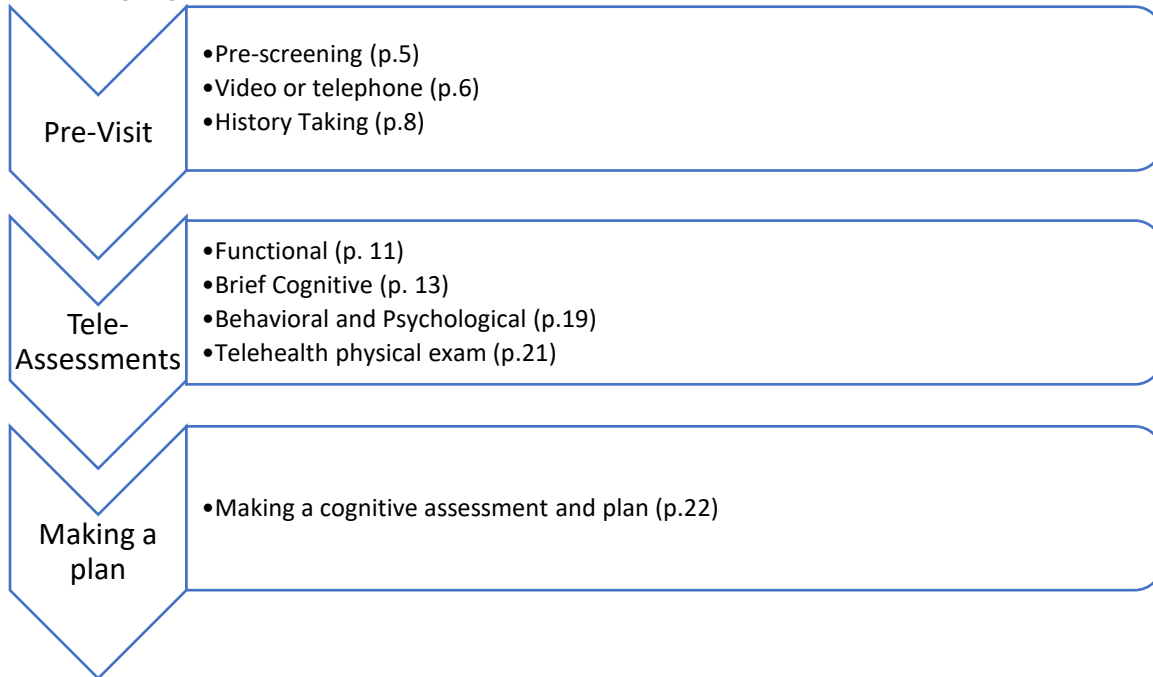 Pre-Visit
•Pre-screening (p.5)
•Video or telephone (p.6)
•History Taking (p.8)
Tele-
Assessments
•Functional (p. 11)
•Brief Cognitive (p. 13)
•Behavioral and Psychological (p.19)
•Telehealth physical exam (p.21)
Making a
plan
•Making a cognitive assessment and plan (p.22)